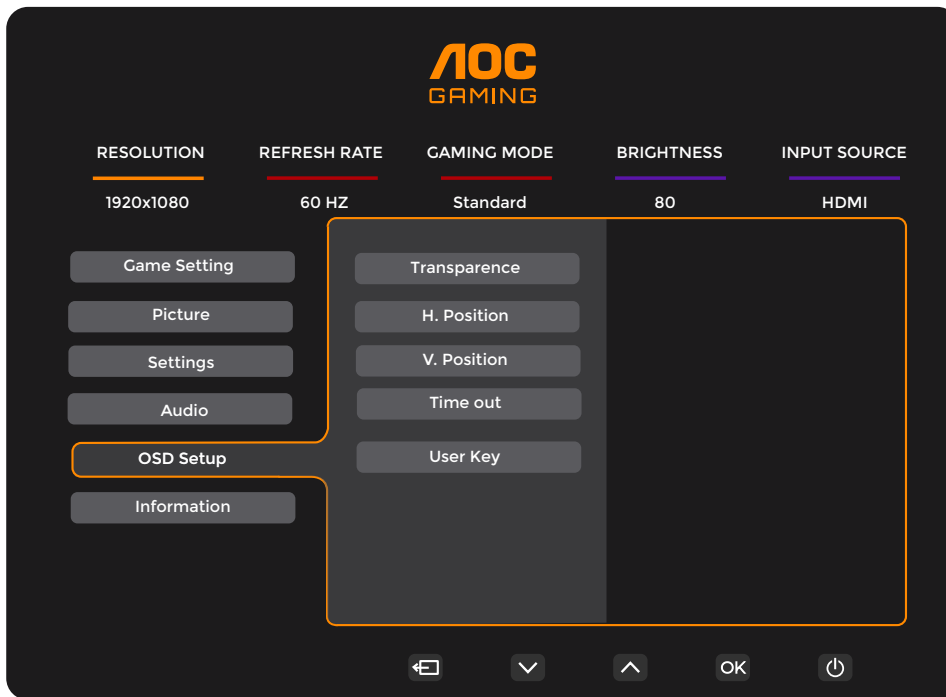 AOC
GAMING
RESOLUTION REFRESH RATE GAMING MODE BRIGHTNESS INPUT SOURCE
1920x1080 60 HZ Standard 80 HDMI
Game Setting Transparence
Picture H. Position
Settings V. Position
Audio Time out
OSD Setup User Key
Information
OK